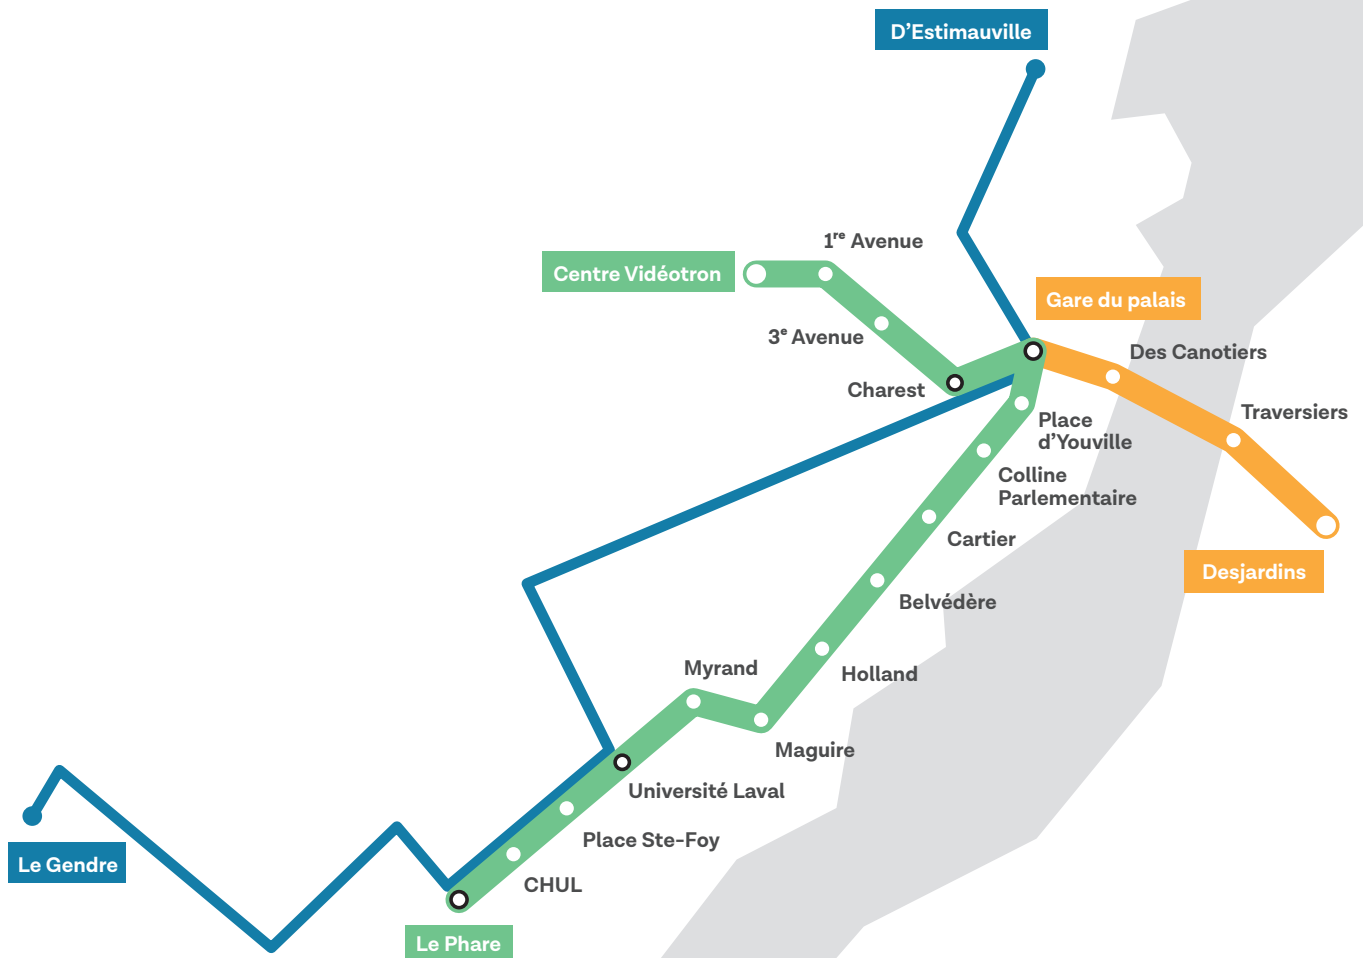 D’Estimauville
1re Avenue
Centre Vidéotron
Gare du palais
3e Avenue
Des Canotiers
Charest
Traversiers
Place
d’Youville
Colline
Parlementaire
Cartier
Desjardins
Belvédère
Myrand
Holland
Maguire
Université Laval
Place Ste-Foy
Le Gendre
CHUL
Le Phare